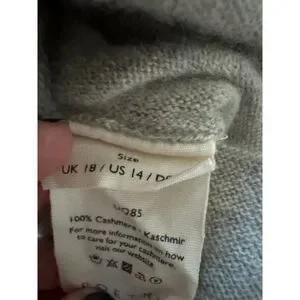 Size
UK 18 / US 14 /
100% Cashmere - Kaschmir
For more information on how
to care for your cashmere
visit our website